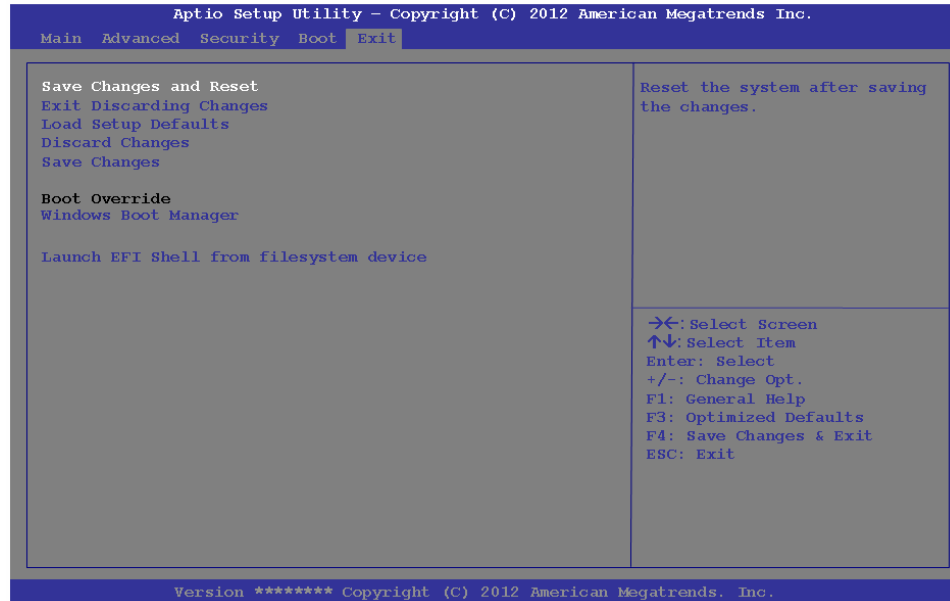 Aptio Setup Utility – Copyright (C) 2012 American Megatrends Inc.
Main Advanced Security Boot Exit
Save Changes and Reset
Exit Discarding Changes
Load Setup Defaults
Discard Changes
Save Changes
Boot Override
Windows Boot Manager
Launch EFI Shell from filesystem device
Reset the system after saving
the changes.
→←: Select Screen
↑↓: Select Item
Enter: Select
+/-: Change Opt.
F1: General Help
F3: Optimized Defaults
F4: Save Changes & Exit
ESC: Exit
Version ******** Copyright (C) 2012 American Megatrends. Inc.